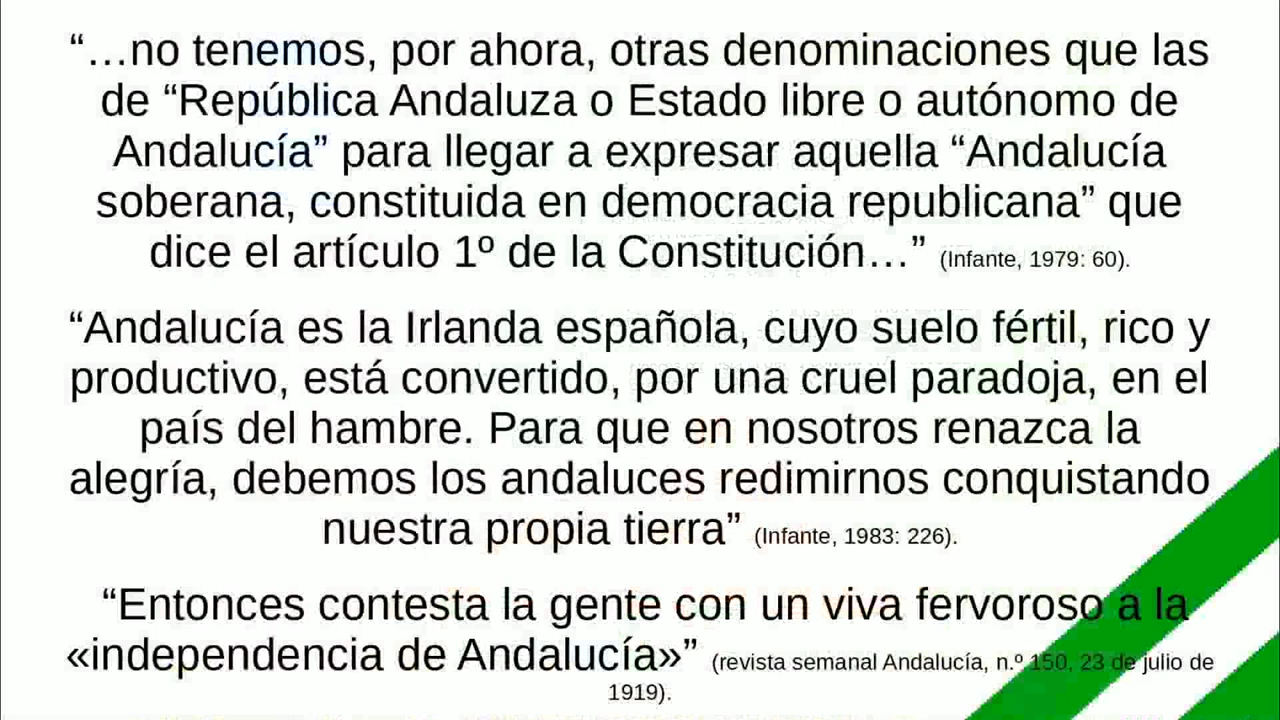 “…no tenemos, por ahora, otras denominaciones que las
de “República Andaluza o Estado libre o autónomo de
Andalucía” para llegar a expresar aquella “Andalucía
soberana, constituida en democracia republicana” que
dice el artículo 1º de la Constitución…” (Infante, 1979: 60).
“Andalucía es la Irlanda española, cuyo suelo fértil, rico y
productivo, está convertido, por una cruel paradoja, en el
país del hambre. Para que en nosotros renazca la
alegría, debemos los andaluces redimirnos conquistando
nuestra propia tierra” (Infante, 1983: 226).
“Entonces contesta la gente con un viva fervoroso a la
«independencia de Andalucía»” (revista semanal Andalucía, n.º 150, 23 de julio de
1919).